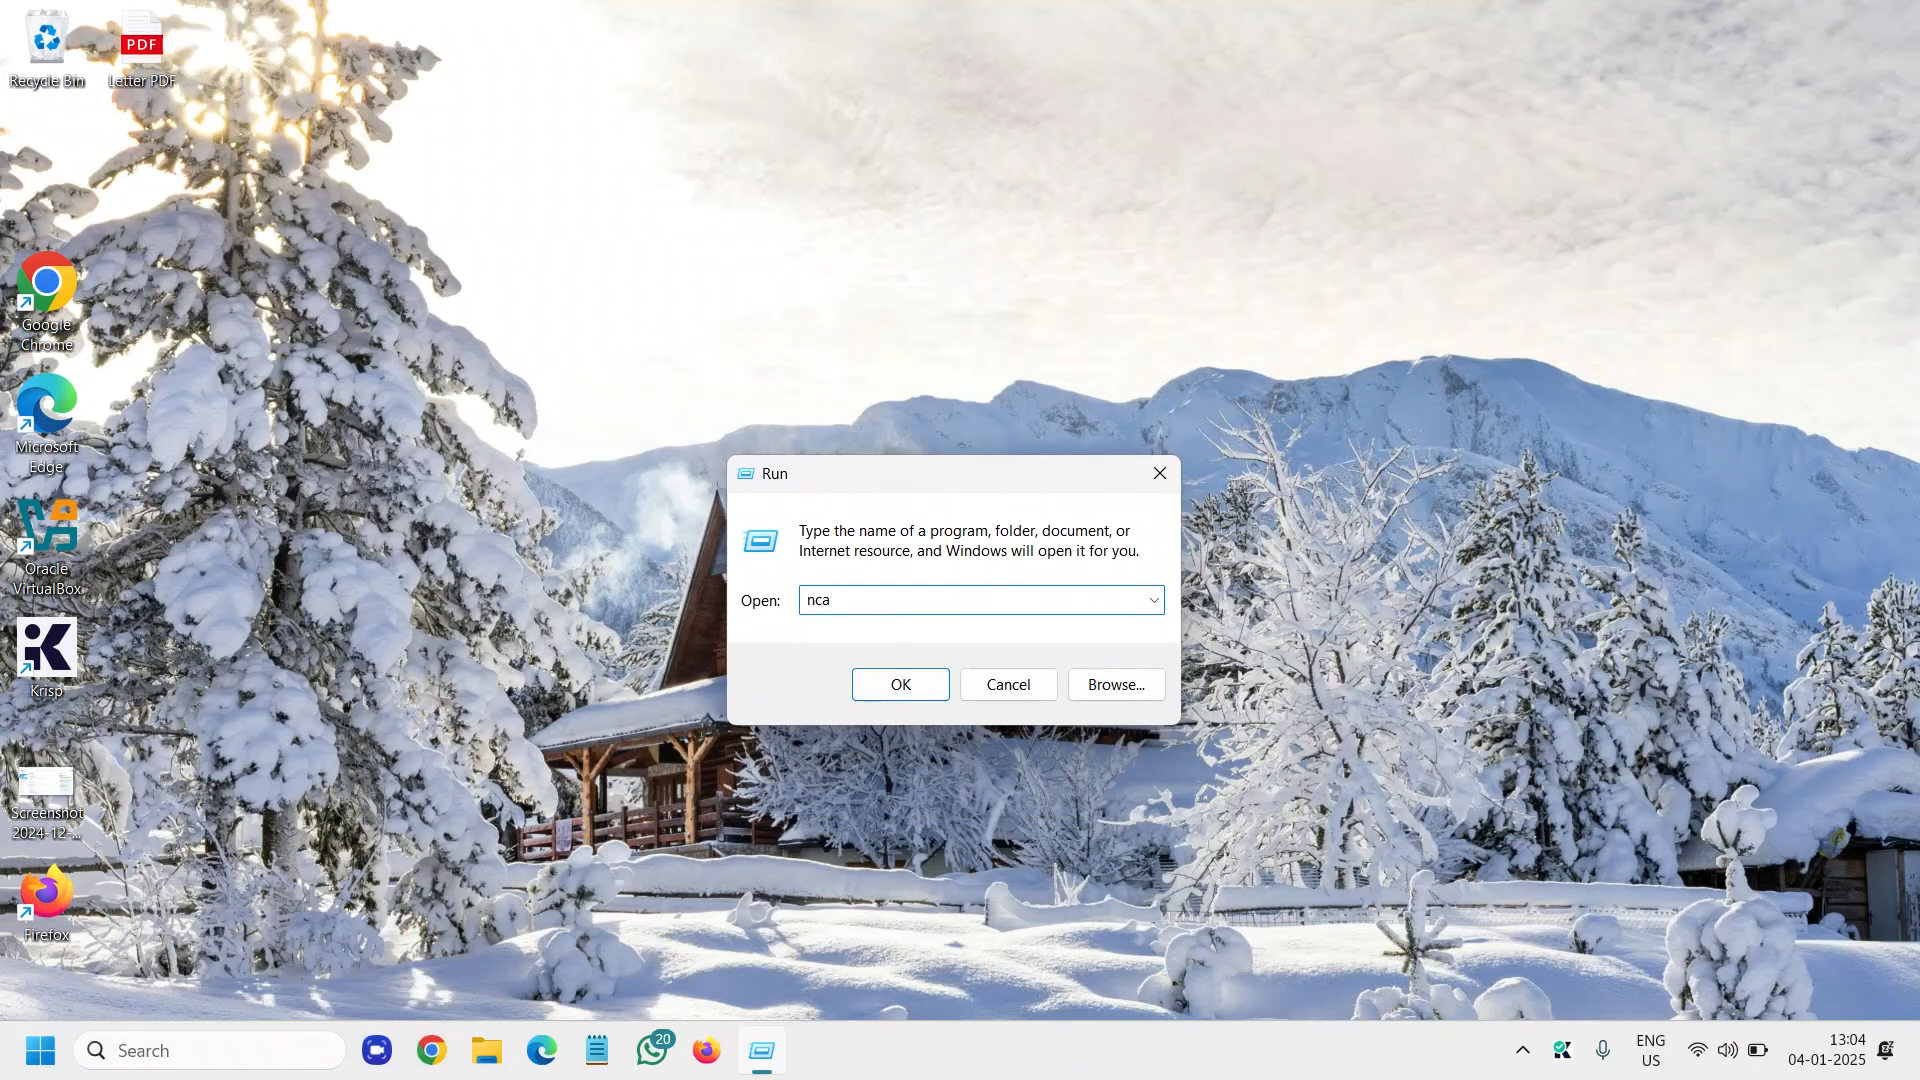 Recycle Bin
PDF
Letter PDF
Google
Chrome
Microsoft
Edge
Oracle
VirtualBox
Krisp
Screenshot
2024-12-...
Firefox
Run
Type the name of a program, folder, document, or
Internet resource, and Windows will open it for you.
Open: nca
OK Cancel Browse...
Search
20
ENG
US
13:04
04-01-2025